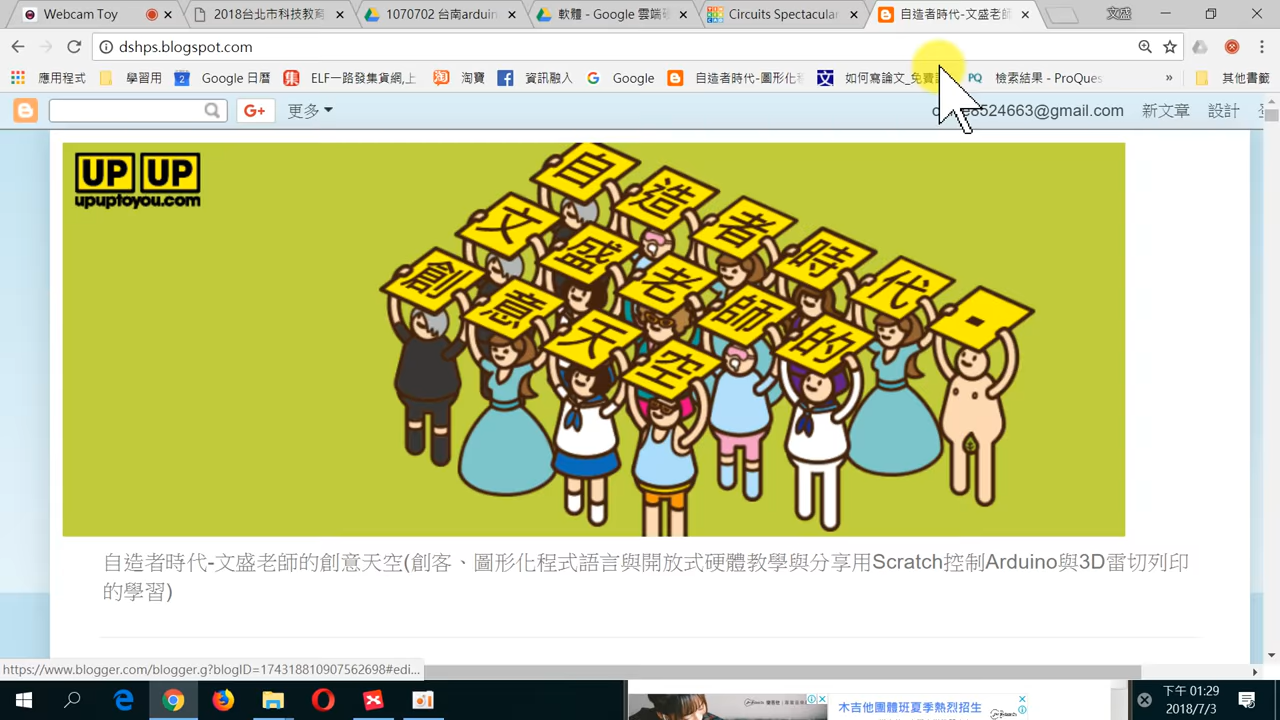 Webcam Toy
2018台北市科技教育
1070702 台南arduin
軟體 - Google 雲端硬
Circuits Spectacular
自造者時代-文盛老師
文盛
dshps.blogspot.com
應用程式
學習用
2
Google 日曆
集
ELF一路發集貨網,上
淘
淘寶
資訊融入
Google
自造者時代-圖形化程
文
如何寫論文_免費
PQ
檢索結果 - ProQues
»
其他書籤
G+
更多
8524663@gmail.com
新文章
設計
UP UP
upuptoyou.com
自造者時代-
文盛老師的
創意天空
自造者時代-文盛老師的創意天空(創客、圖形化程式語言與開放式硬體教學與分享用Scratch控制Arduino與3D雷切列印
的學習)
https://www.blogger.com/blogger.g?blogID=174318810907562698#edi...
木吉他團體班夏季熱烈招生
下午 01:29
2018/7/3